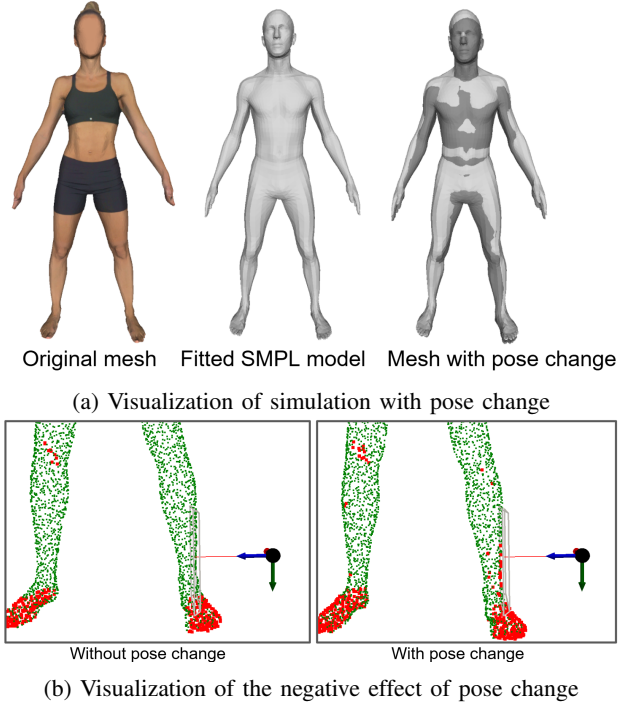 Original mesh Fitted SMPL model Mesh with pose change
(a) Visualization of simulation with pose change
Without pose change With pose change
(b) Visualization of the negative effect of pose change